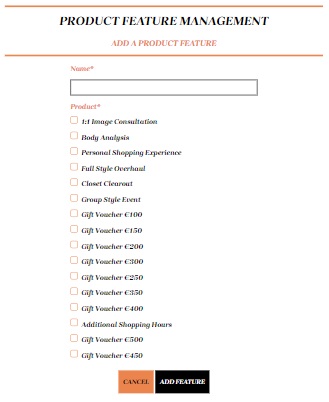 PRODUCT FEATURE MANAGEMENT
ADD A PRODUCT FEATURE
Name*
Product*
1:1 Image Consultation
Body Analysis
Personal Shopping Experience
Full Style Overhaul
Closet Clearout
Group Style Event
Gift Voucher €100
Gift Voucher €150
Gift Voucher €200
Gift Voucher €300
Gift Voucher €250
Gift Voucher €350
Gift Voucher €400
Additional Shopping Hours
Gift Voucher €500
Gift Voucher €450
CANCEL ADD FEATURE